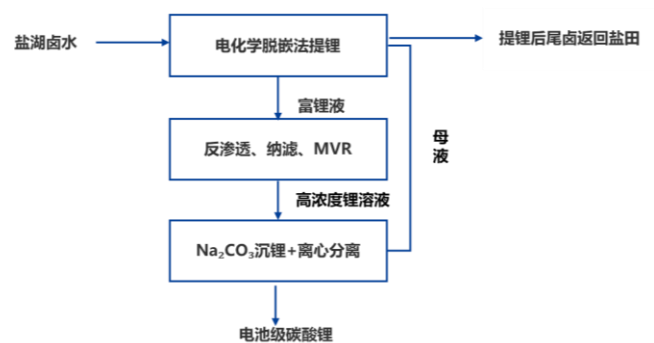 盐湖卤水
电化学脱嵌法提锂
提锂后尾卤返回盐田
富锂液
反渗透、纳滤、MVR
母
液
高浓度锂溶液
Na₂CO₃沉锂+离心分离
电池级碳酸锂